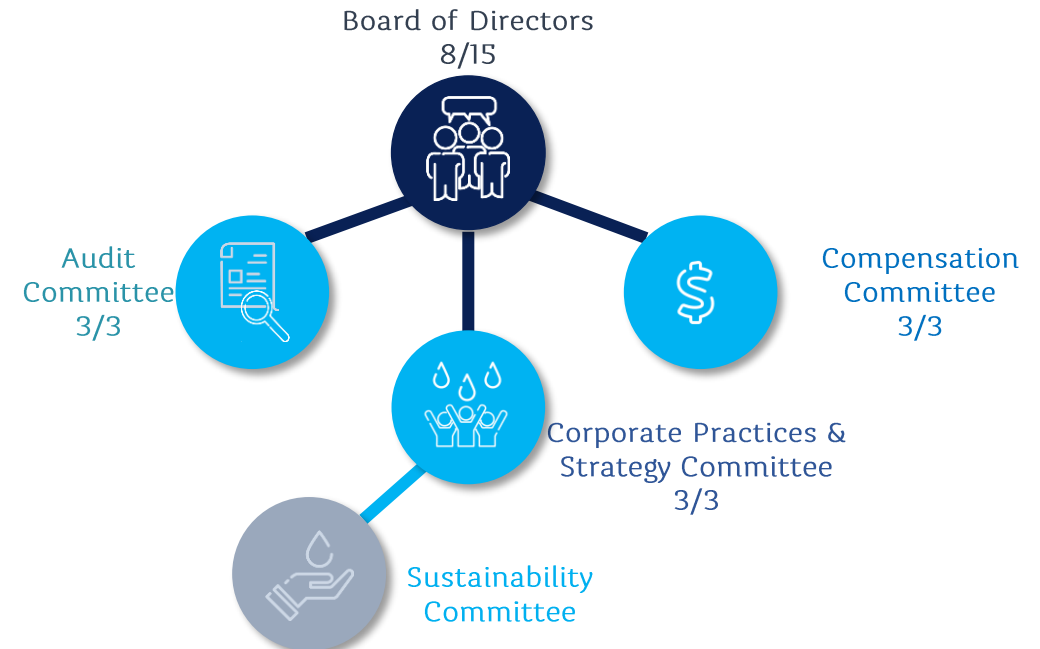 Board of Directors
8/15
Audit
Committee
3/3
Compensation
Committee
3/3
Corporate Practices &
Strategy Committee
3/3
Sustainability
Committee